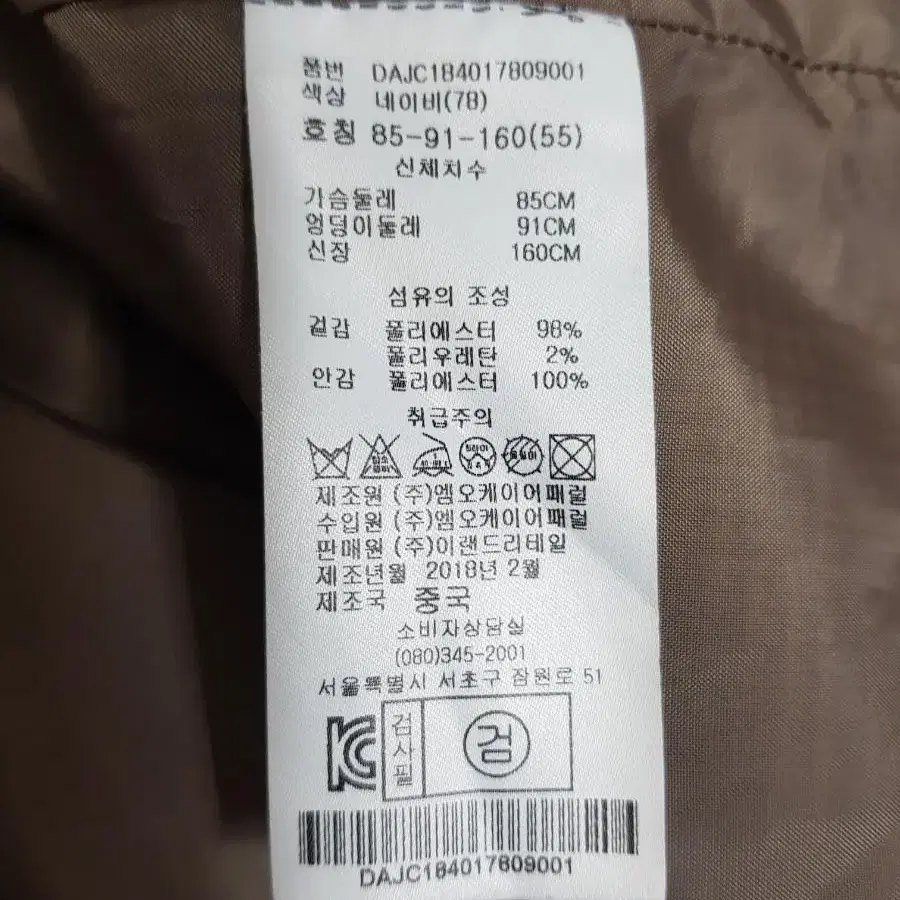 품번 DAJC184017809001
색상 네이비(78)
호칭 85-91-160(55)
신체치수
가슴둘레 85CM
엉덩이둘레 91CM
신장 160CM
섬유의 조성
겉감 폴리에스터 98%
폴리우레탄 2%
안감 폴리에스터 100%
취급주의
제조원 (주)엠오케이어패럴
수입원 (주)엠오케이어패럴
판매원 (주)이랜드리테일
제조년월 2018년 2월
제조국 중국
소비자상담실
(080)345-2001
서울특별시 서초구 잠원로 51
KC 검사필 검
DAJC184017809001